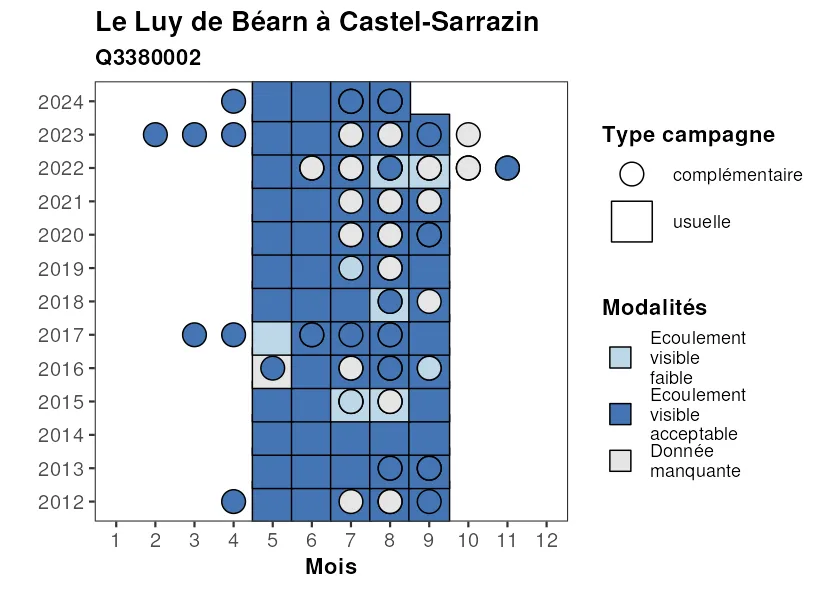 Le Luy de Béarn à Castel-Sarrazin
Q3380002
2024
2023
2022
2021
2020
2019
2018
2017
2016
2015
2014
2013
2012
1 2 3 4 5 6 7 8 9 10 11 12
Mois
Type campagne
complémentaire
usuelle
Modalités
Ecoulement
visible
faible
Ecoulement
visible
acceptable
Donnée
manquante